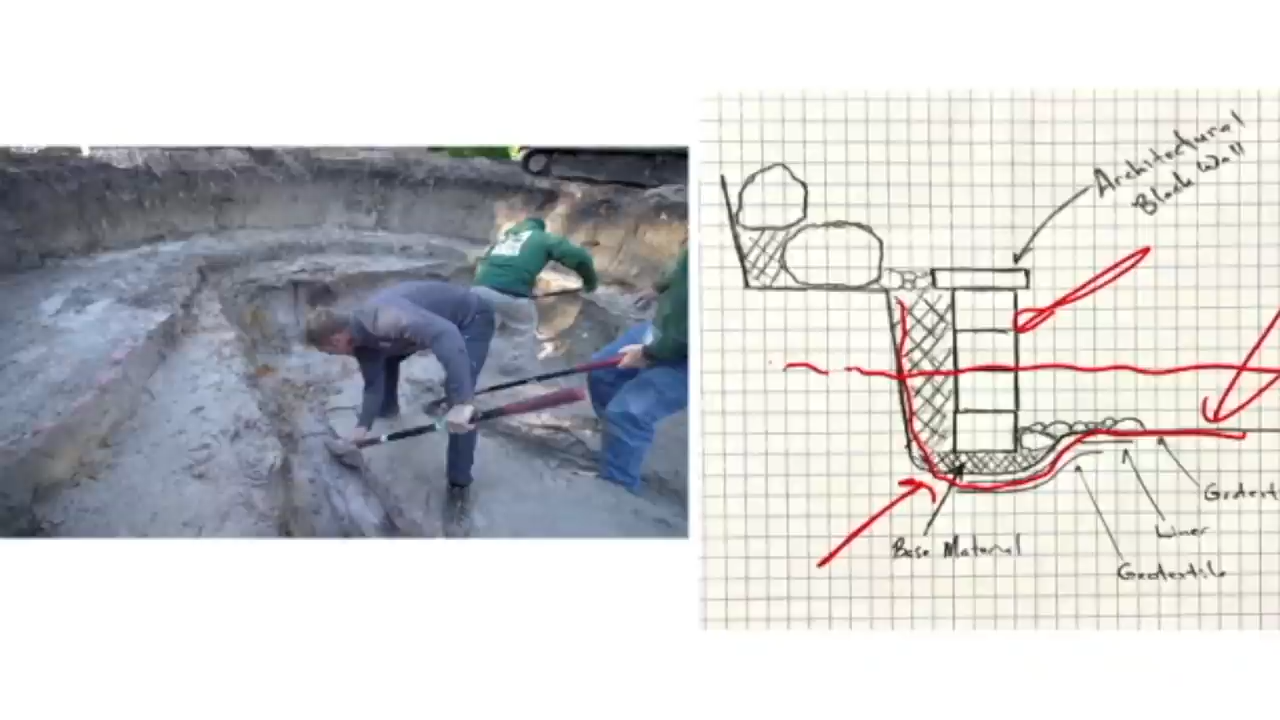 Architectural
Block Wall
Base Material
Geotext
Liner
Geotextile